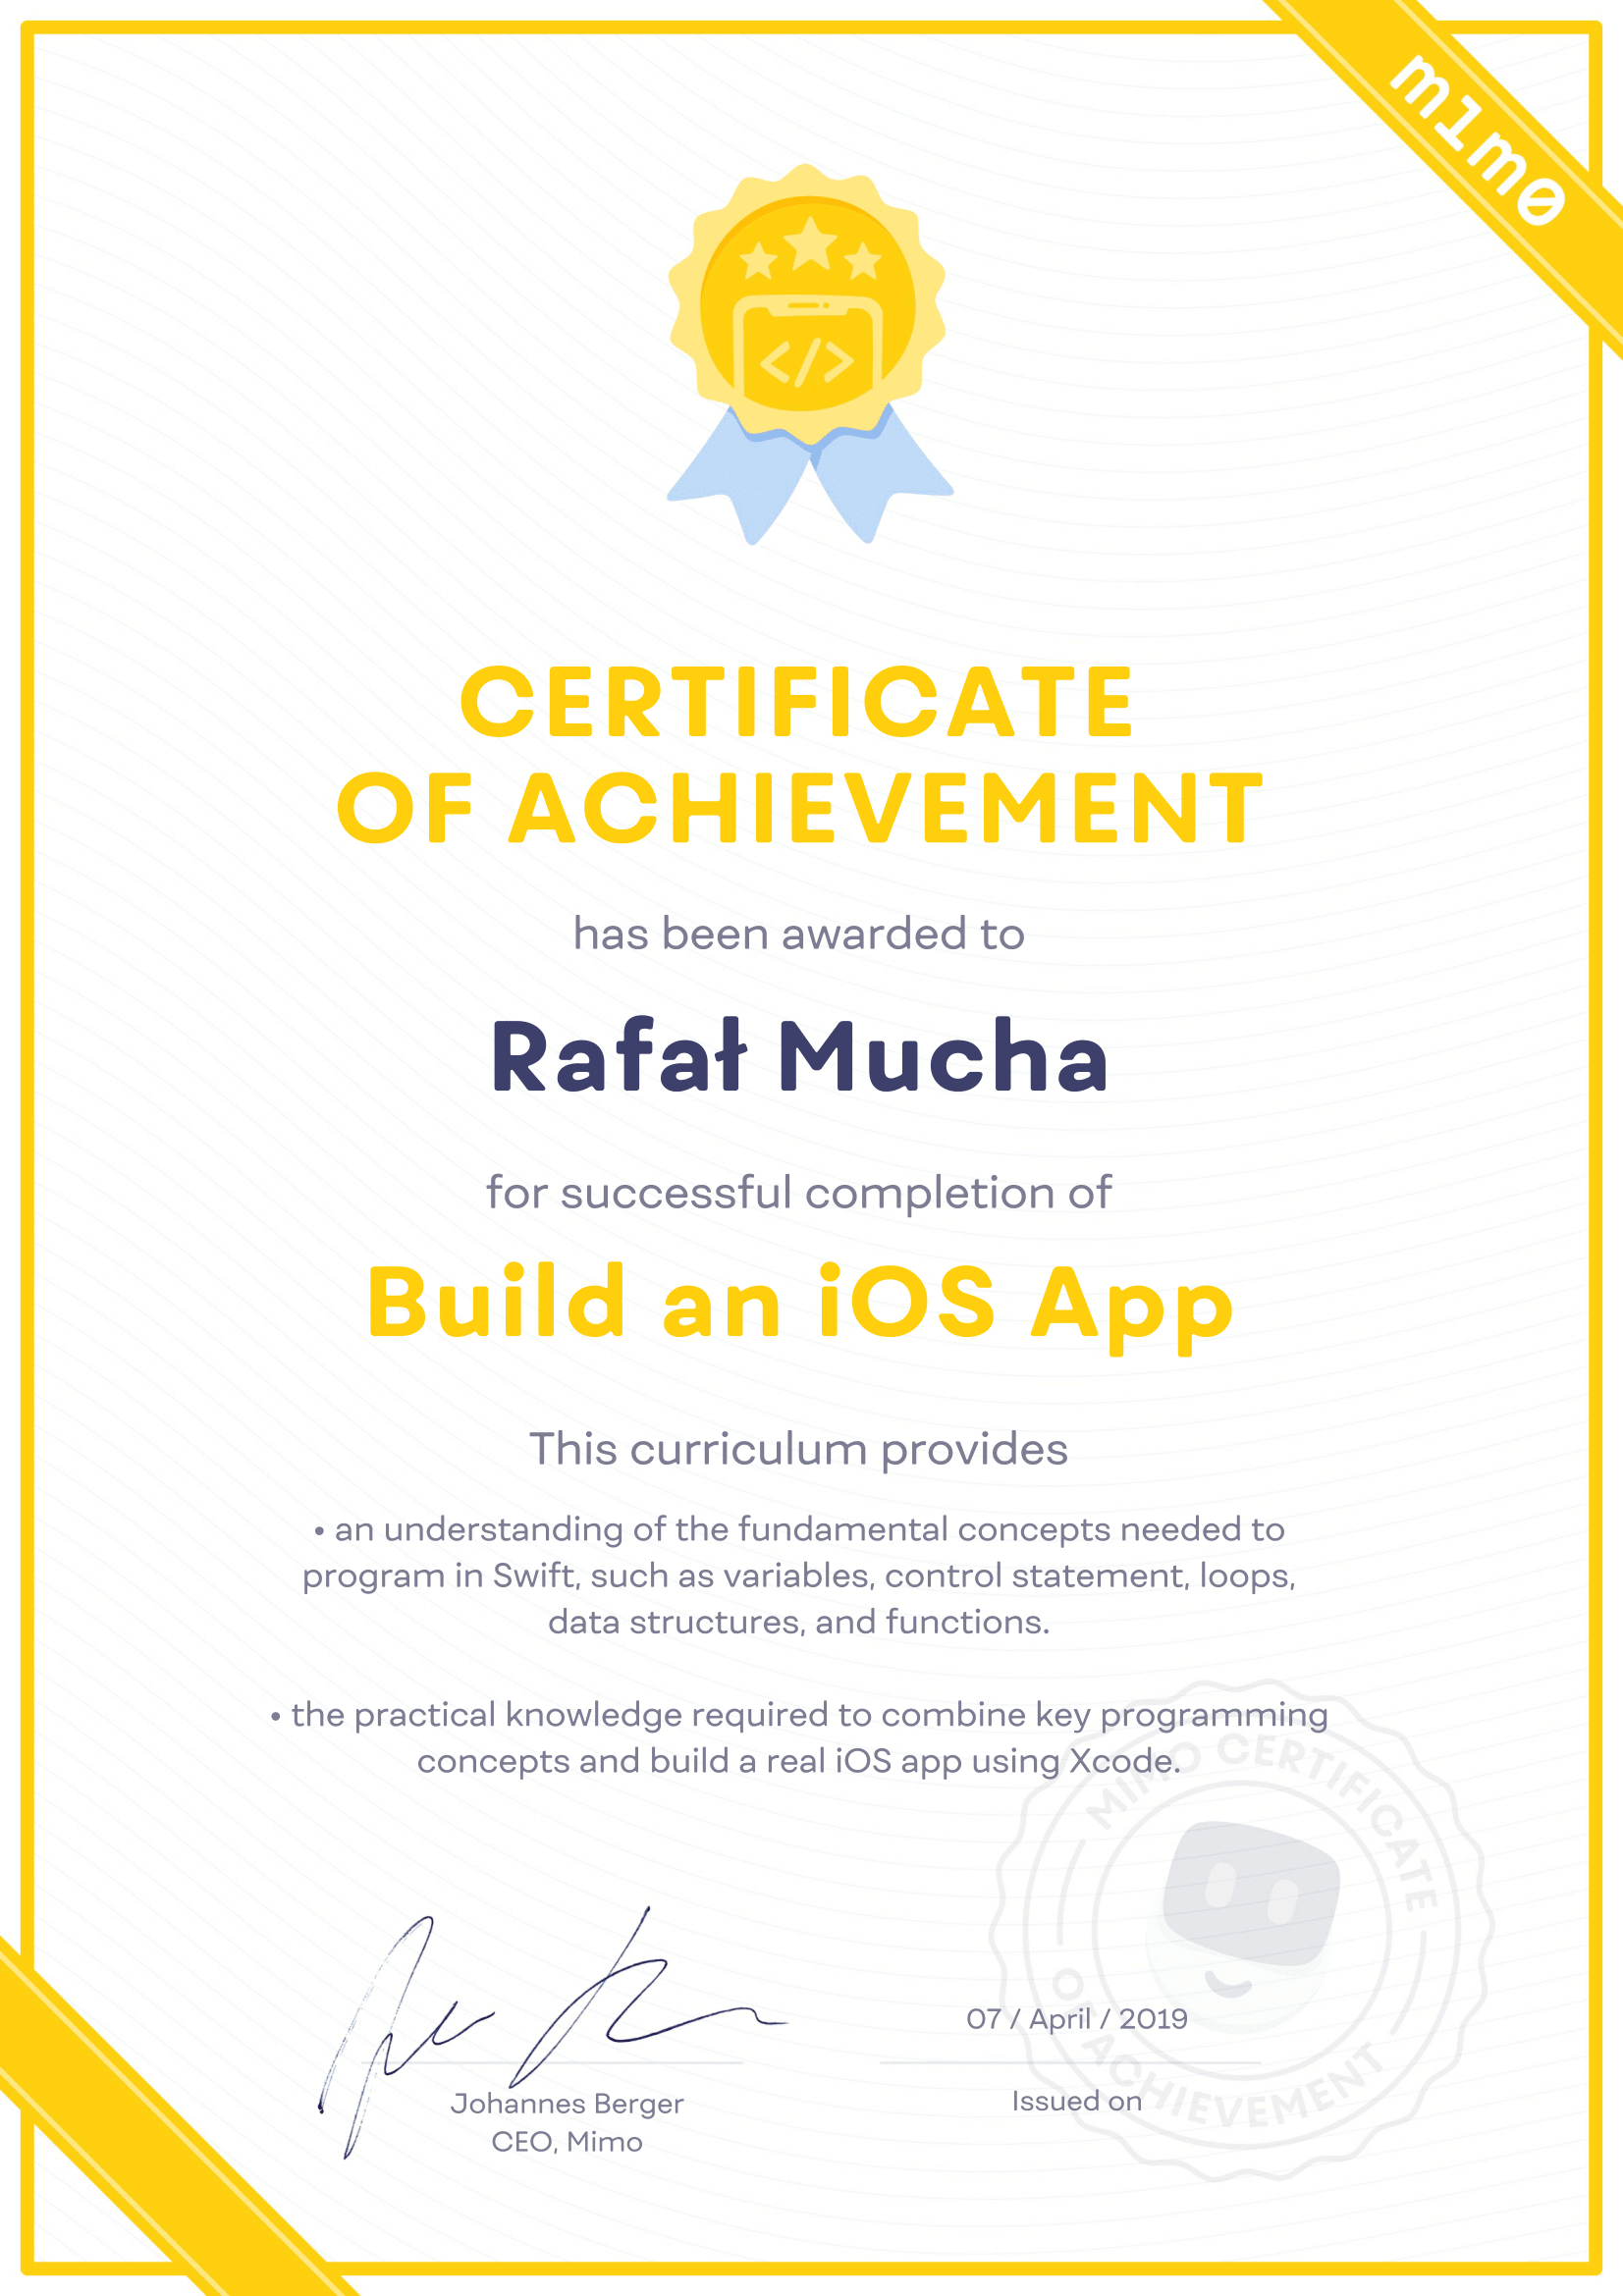 m1m0
</>
CERTIFICATE
OF ACHIEVEMENT
has been awarded to
Rafał Mucha
for successful completion of
Build an iOS App
This curriculum provides
• an understanding of the fundamental concepts needed to
program in Swift, such as variables, control statement, loops,
data structures, and functions.
• the practical knowledge required to combine key programming
concepts and build a real iOS app using Xcode.
MIMO CERTIFICATE
OF ACHIEVEMENT
07 / April / 2019
Johannes Berger
CEO, Mimo
Issued on